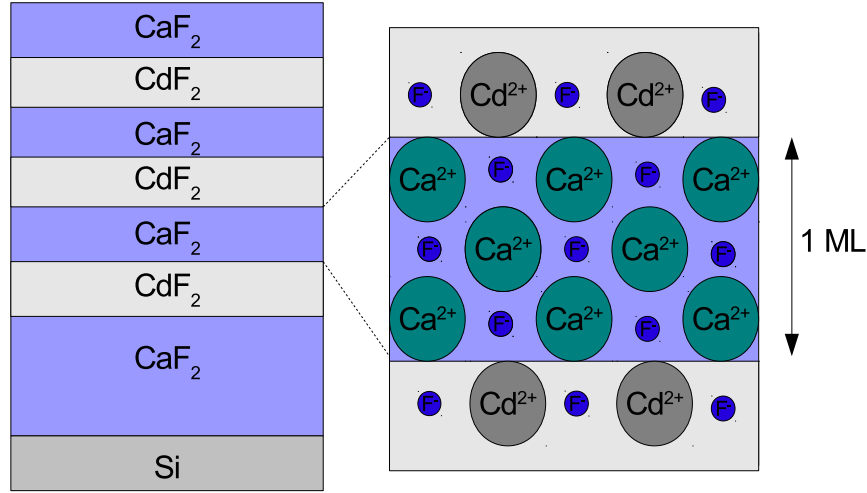 CaF₂
CdF₂
CaF₂
CdF₂
CaF₂
CdF₂
CaF₂
Si
F⁻ Cd²⁺ F⁻ Cd²⁺ F⁻
Ca²⁺ F⁻ Ca²⁺ F⁻ Ca²⁺
F⁻ Ca²⁺ F⁻ Ca²⁺ F⁻
Ca²⁺ F⁻ Ca²⁺ F⁻ Ca²⁺
F⁻ Cd²⁺ F⁻ Cd²⁺ F⁻
1 ML